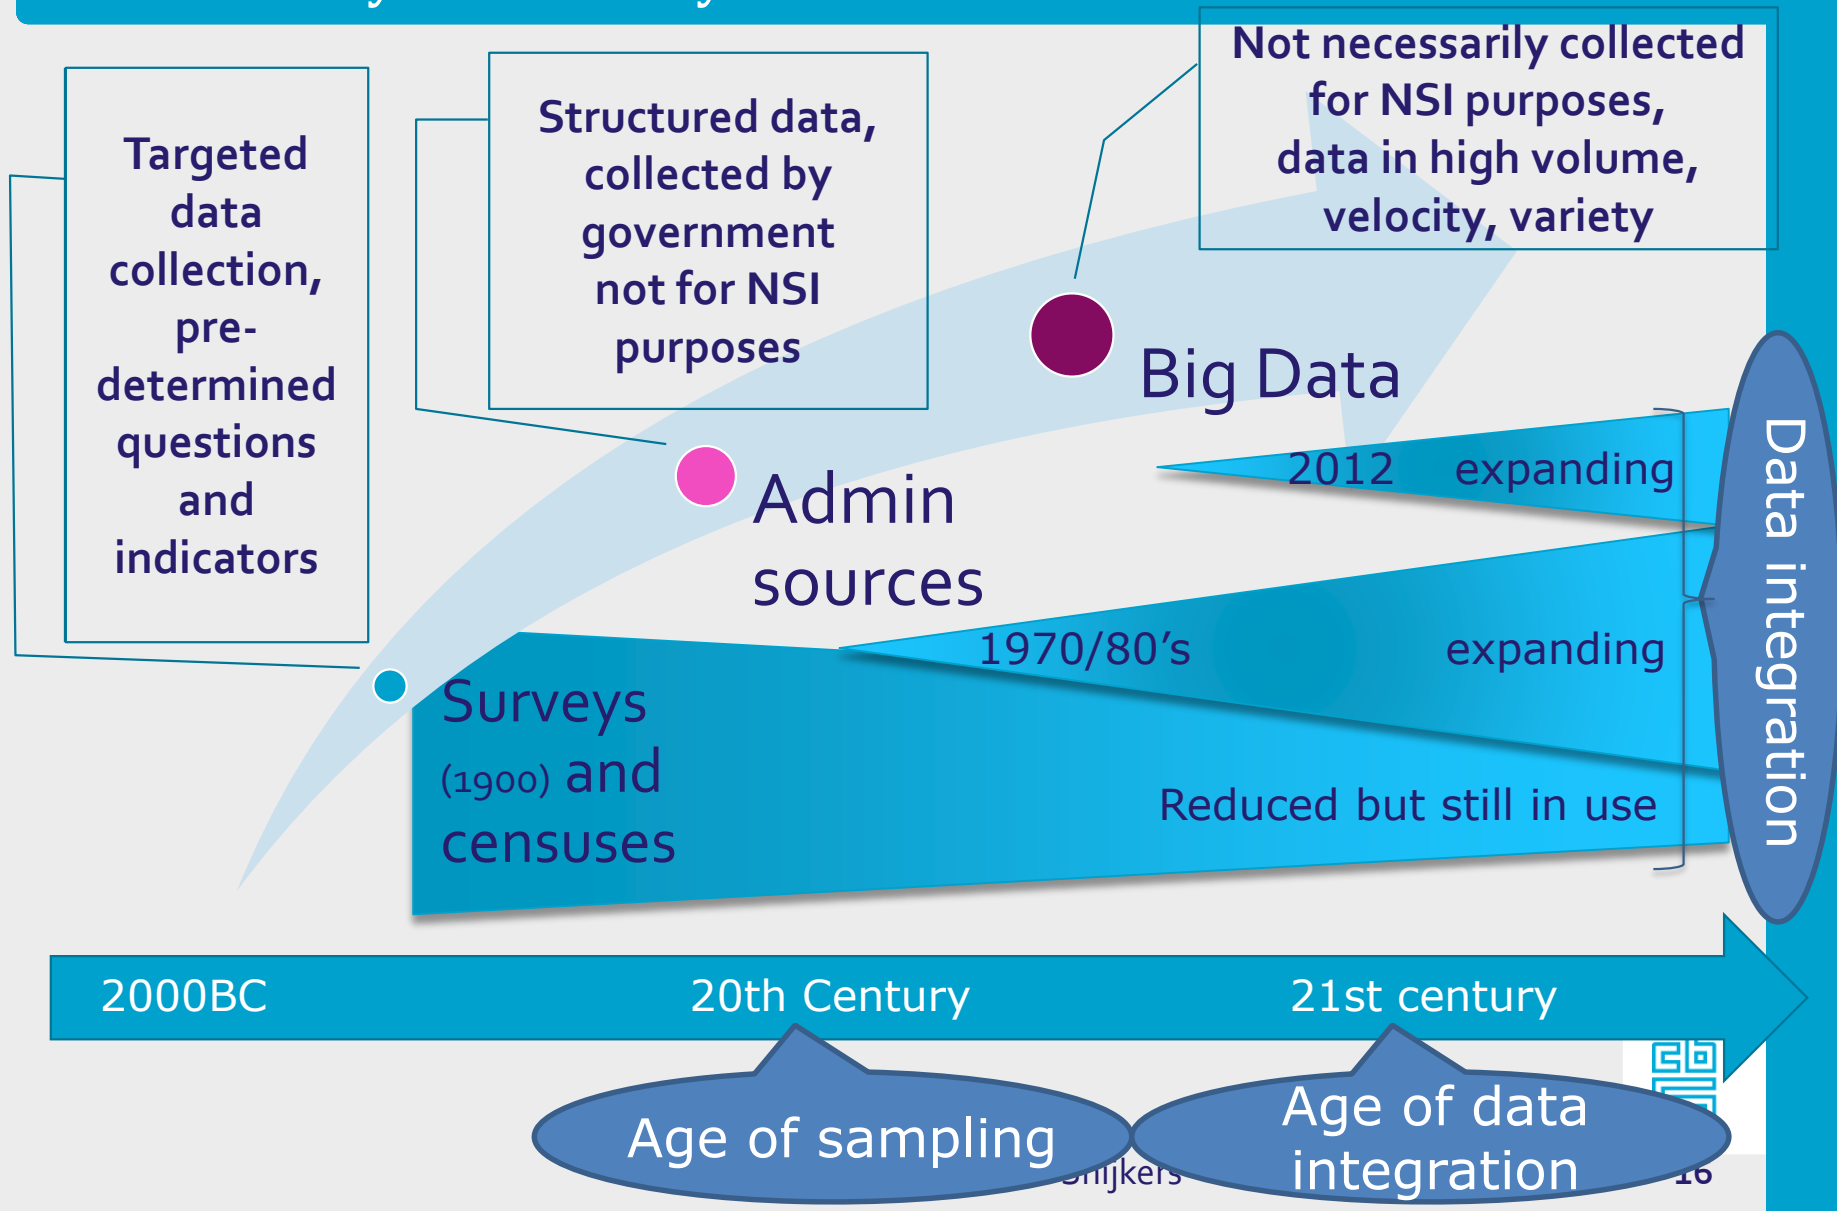 Targeted
data
collection,
pre-
determined
questions
and
indicators
Structured data,
collected by
government
not for NSI
purposes
Not necessarily collected
for NSI purposes,
data in high volume,
velocity, variety
Big Data
2012 expanding
Admin
sources
1970/80’s expanding
Surveys
(1900) and
censuses
Reduced but still in use
Data integration
2000BC 20th Century 21st century
Age of sampling
Age of data
integration
Snijkers 16